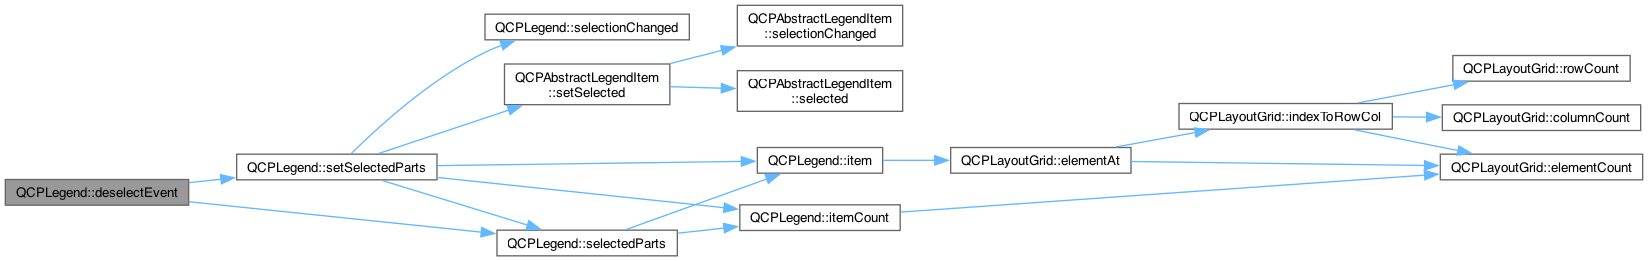 QCPLegend::deselectEvent
QCPLegend::setSelectedParts
QCPLegend::selectionChanged
QCPAbstractLegendItem
::setSelected
QCPAbstractLegendItem
::selectionChanged
QCPAbstractLegendItem
::selected
QCPLegend::item
QCPLegend::itemCount
QCPLegend::selectedParts
QCPLayoutGrid::elementAt
QCPLayoutGrid::indexToRowCol
QCPLayoutGrid::rowCount
QCPLayoutGrid::columnCount
QCPLayoutGrid::elementCount